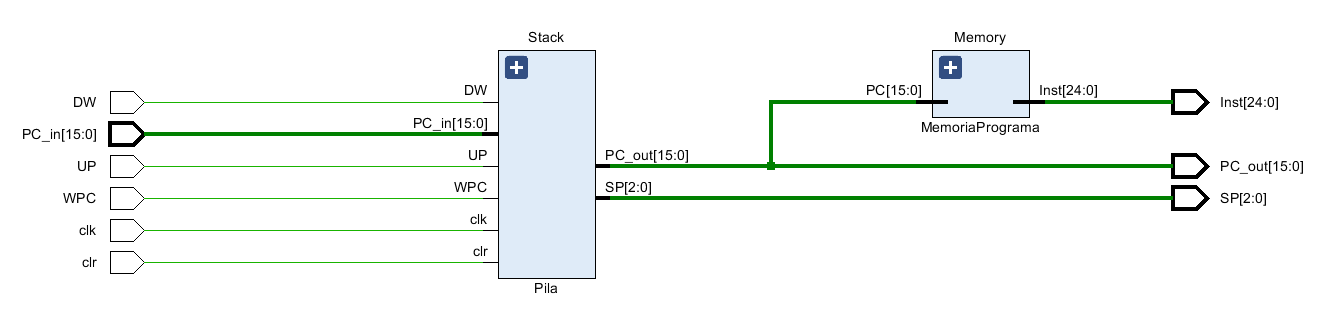 Stack
Memory
DW
DW
PC[15:0]
Inst[24:0]
Inst[24:0]
PC_in[15:0]
PC_in[15:0]
MemoriaPrograma
UP
UP
PC_out[15:0]
PC_out[15:0]
WPC
WPC
SP[2:0]
SP[2:0]
clk
clk
clr
clr
Pila